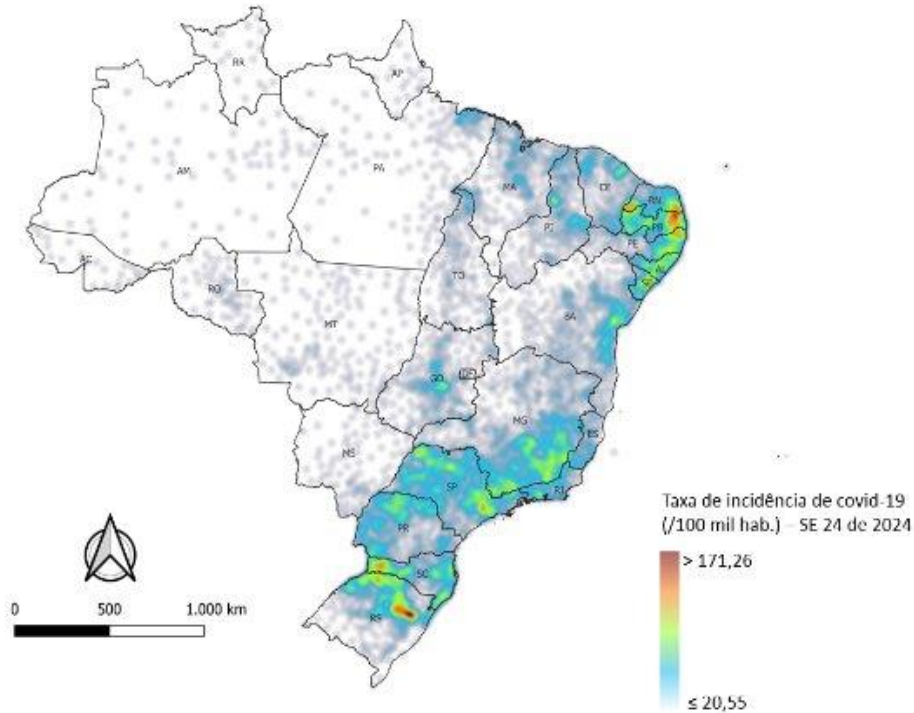 RR
AP
AM
PA
MA
CE
RN
PB
PI
PE
AC
RO
TO
BA
MT
GO
DF
MG
ES
MS
SP
RJ
PR
SC
RS
Taxa de incidência de covid-19
(/100 mil hab.) – SE 24 de 2024
> 171,26
≤ 20,55
0 500 1.000 km